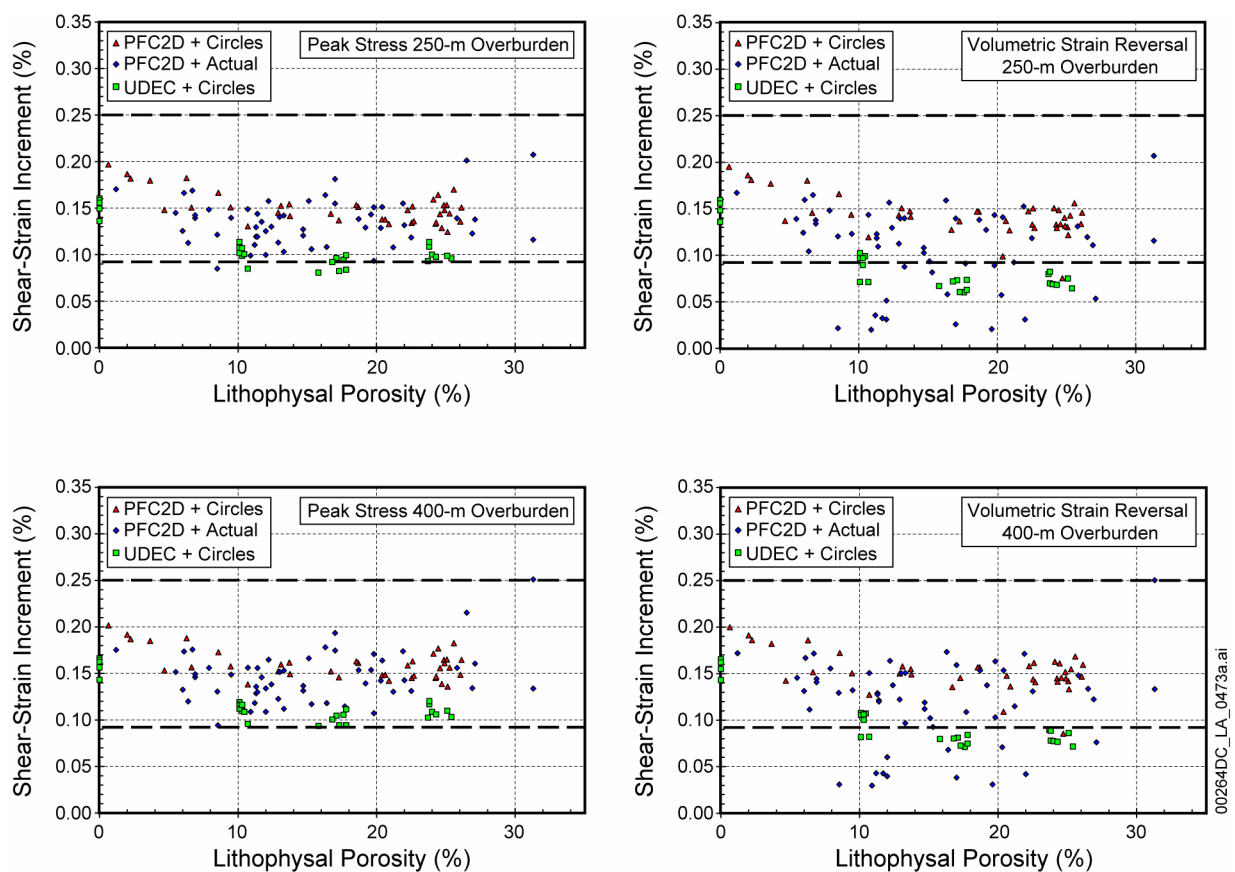 0.35
0.30
0.25
0.20
0.15
0.10
0.05
0.00
Shear-Strain Increment (%)
PFC2D + Circles
PFC2D + Actual
UDEC + Circles
Peak Stress 250-m Overburden
0
10
20
30
Lithophysal Porosity (%)
0.35
0.30
0.25
0.20
0.15
0.10
0.05
0.00
Shear-Strain Increment (%)
PFC2D + Circles
PFC2D + Actual
UDEC + Circles
Volumetric Strain Reversal
250-m Overburden
0
10
20
30
Lithophysal Porosity (%)
0.35
0.30
0.25
0.20
0.15
0.10
0.05
0.00
Shear-Strain Increment (%)
PFC2D + Circles
PFC2D + Actual
UDEC + Circles
Peak Stress 400-m Overburden
0
10
20
30
Lithophysal Porosity (%)
0.35
0.30
0.25
0.20
0.15
0.10
0.05
0.00
Shear-Strain Increment (%)
PFC2D + Circles
PFC2D + Actual
UDEC + Circles
Volumetric Strain Reversal
400-m Overburden
0
10
20
30
Lithophysal Porosity (%)
00264DC_LA_0473a.ai